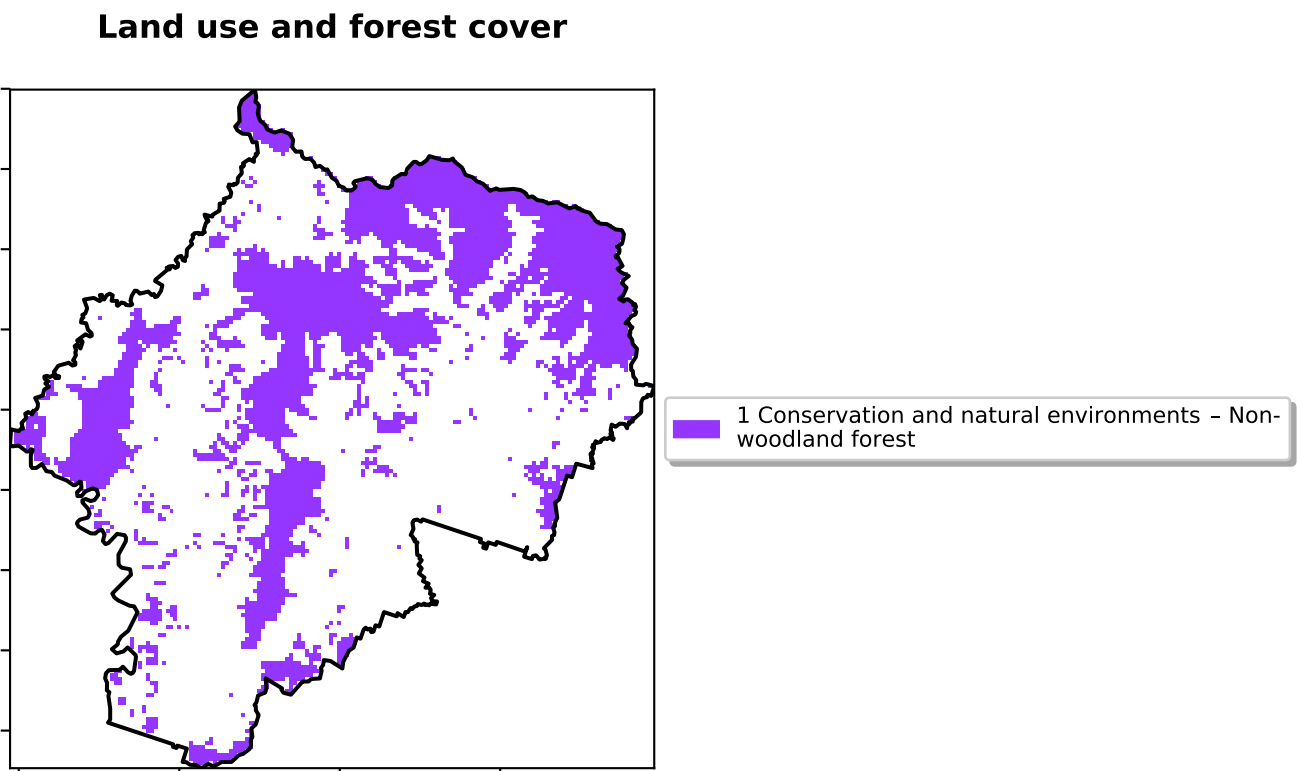 Land use and forest cover
1 Conservation and natural environments – Non-
woodland forest